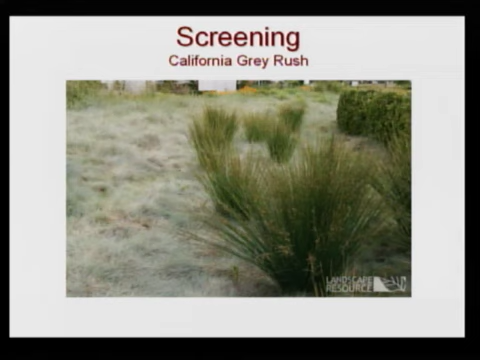 Screening
California Grey Rush
LANDSCAPE
RESOURCE